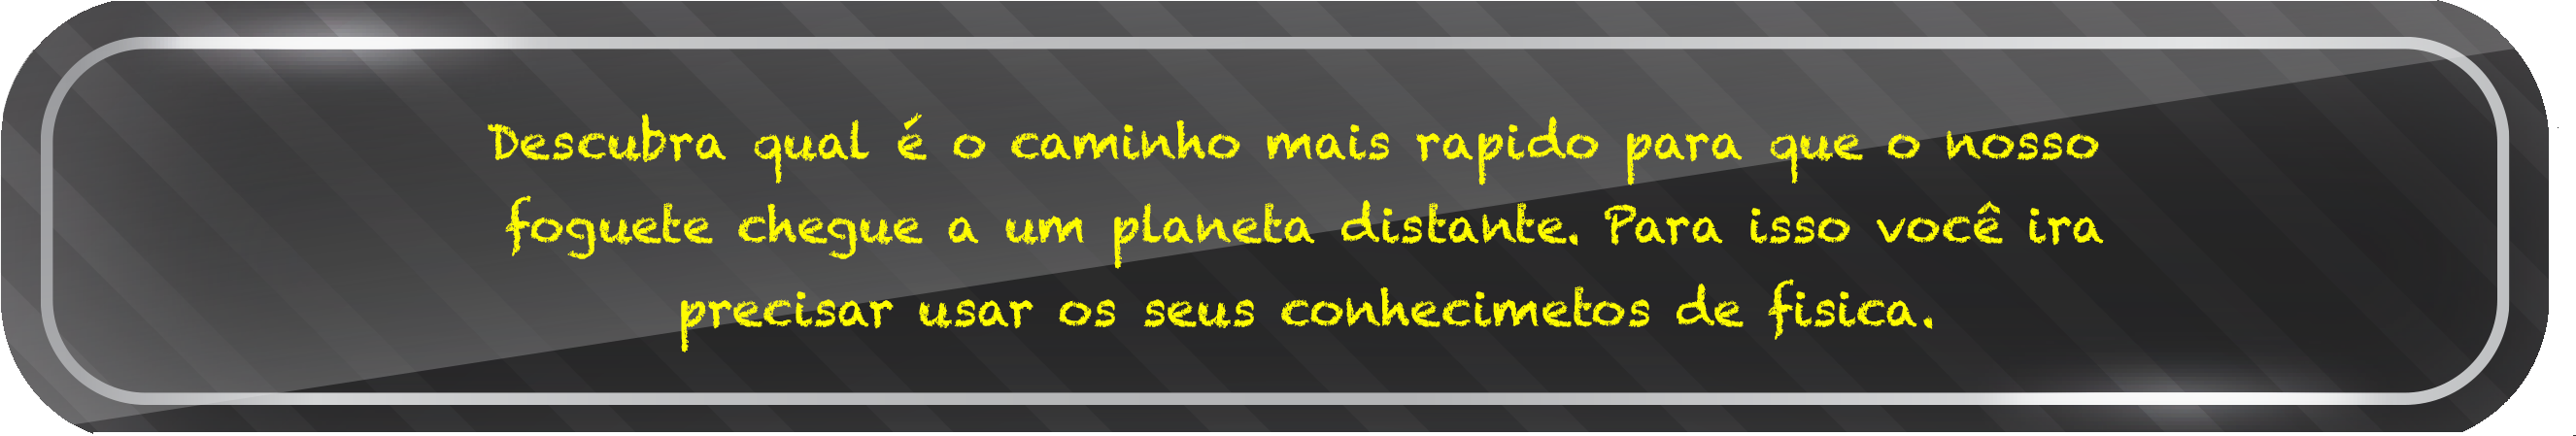 Descubra qual é o caminho mais rapido para que o nosso
foguete chegue a um planeta distante. Para isso você ira
precisar usar os seus conhecimetos de fisica.